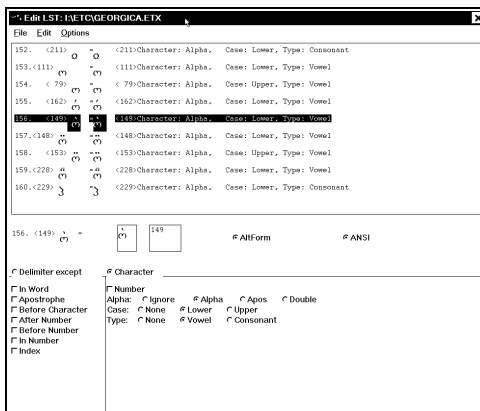 Edit LST: I:\ETC\GEORGICA.ETX
File Edit Options
152. <211> Ω = Ω <211>Character: Alpha, Case: Lower, Type: Consonant
153.<111> ო = ო <111>Character: Alpha, Case: Lower, Type: Vowel
154. < 79> ო = ო < 79>Character: Alpha, Case: Upper, Type: Vowel
155. <162> ო́ = ო́ <162>Character: Alpha, Case: Lower, Type: Vowel
156. <149> ო̀ = ო̀ <149>Character: Alpha, Case: Lower, Type: Vowel
157.<148> ო̈ = ო̈ <148>Character: Alpha, Case: Lower, Type: Vowel
158. <153> ო̈ = ო̈ <153>Character: Alpha, Case: Upper, Type: Vowel
159.<228> = <228>Character: Alpha, Case: Lower, Type: Vowel
160.<229> = <229>Character: Alpha, Case: Lower, Type: Consonant
156. <149> ო̀ = ო̀ 149 AltForm ANSI
Delimiter except Character
In Word Number
Apostrophe Alpha: Ignore Alpha Apos Double
Before Character Case: None Lower Upper
After Number Type: None Vowel Consonant
Before Number
In Number
Index